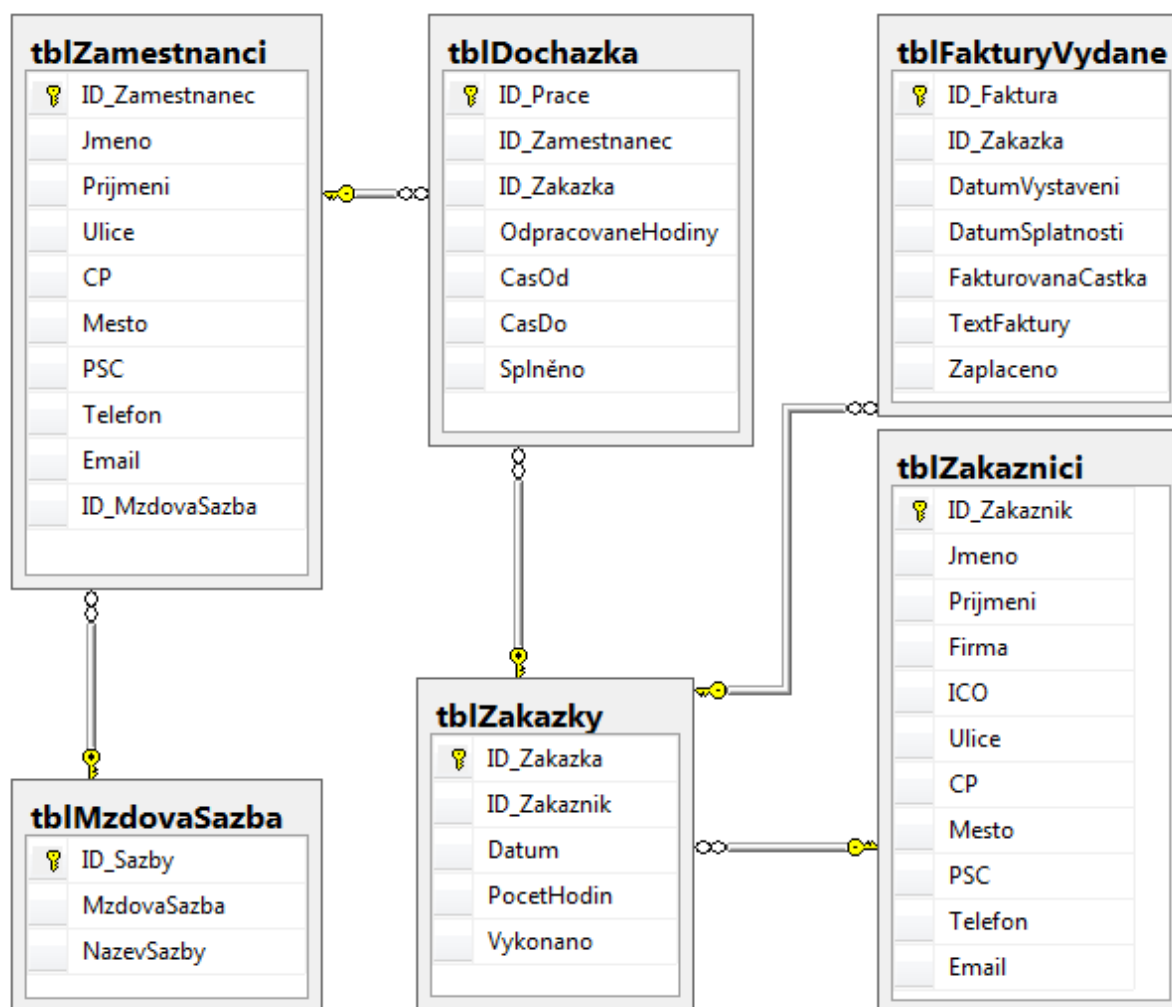 tblZamestnanci
ID_Zamestnanec
Jmeno
Prijmeni
Ulice
CP
Mesto
PSC
Telefon
Email
ID_MzdovaSazba
tblDochazka
ID_Prace
ID_Zamestnanec
ID_Zakazka
OdpracovaneHodiny
CasOd
CasDo
Splněno
tblFakturyVydane
ID_Faktura
ID_Zakazka
DatumVystaveni
DatumSplatnosti
FakturovanaCastka
TextFaktury
Zaplaceno
tblMzdovaSazba
ID_Sazby
MzdovaSazba
NazevSazby
tblZakazky
ID_Zakazka
ID_Zakaznik
Datum
PocetHodin
Vykonano
tblZakaznici
ID_Zakaznik
Jmeno
Prijmeni
Firma
ICO
Ulice
CP
Mesto
PSC
Telefon
Email